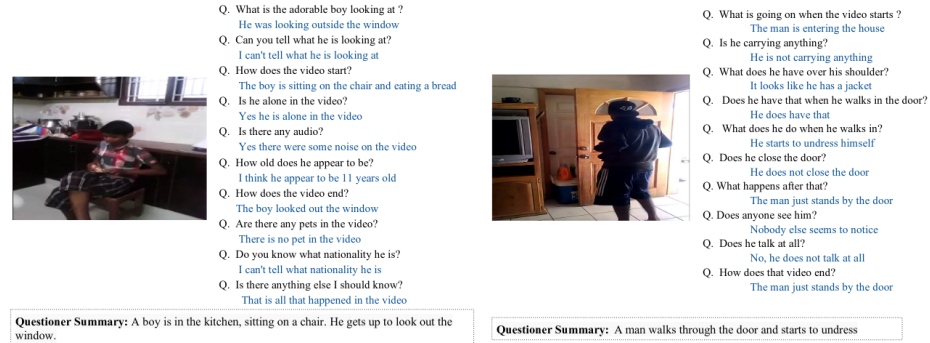 Q. What is the adorable boy looking at ?
He was looking outside the window
Q. Can you tell what he is looking at?
I can't tell what he is looking at
Q. How does the video start?
The boy is sitting on the chair and eating a bread
Q. Is he alone in the video?
Yes he is alone in the video
Q. Is there any audio?
Yes there were some noise on the video
Q. How old does he appear to be?
I think he appear to be 11 years old
Q. How does the video end?
The boy looked out the window
Q. Are there any pets in the video?
There is no pet in the video
Q. Do you know what nationality he is?
I can't tell what nationality he is
Q. Is there anything else I should know?
That is all that happened in the video
Questioner Summary: A boy is in the kitchen, sitting on a chair. He gets up to look out the
window.
Q. What is going on when the video starts ?
The man is entering the house
Q. Is he carrying anything?
He is not carrying anything
Q. What does he have over his shoulder?
It looks like he has a jacket
Q. Does he have that when he walks in the door?
He does have that
Q. What does he do when he walks in?
He starts to undress himself
Q. Does he close the door?
He does not close the door
Q. What happens after that?
The man just stands by the door
Q. Does anyone see him?
Nobody else seems to notice
Q. Does he talk at all?
No, he does not talk at all
Q. How does that video end?
The man just stands by the door
Questioner Summary: A man walks through the door and starts to undress